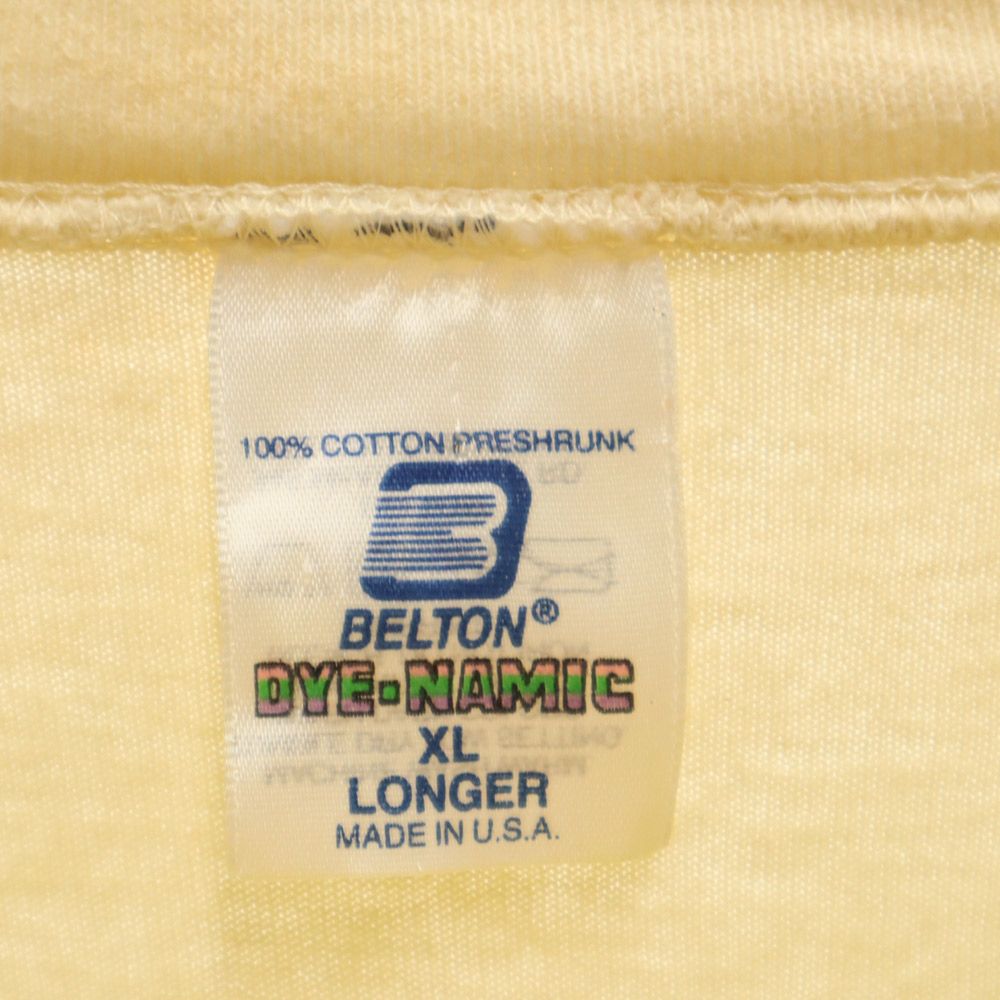 100% COTTON PRESHRUNK
BELTON®
DYE·NAMIC
XL
LONGER
MADE IN U.S.A.